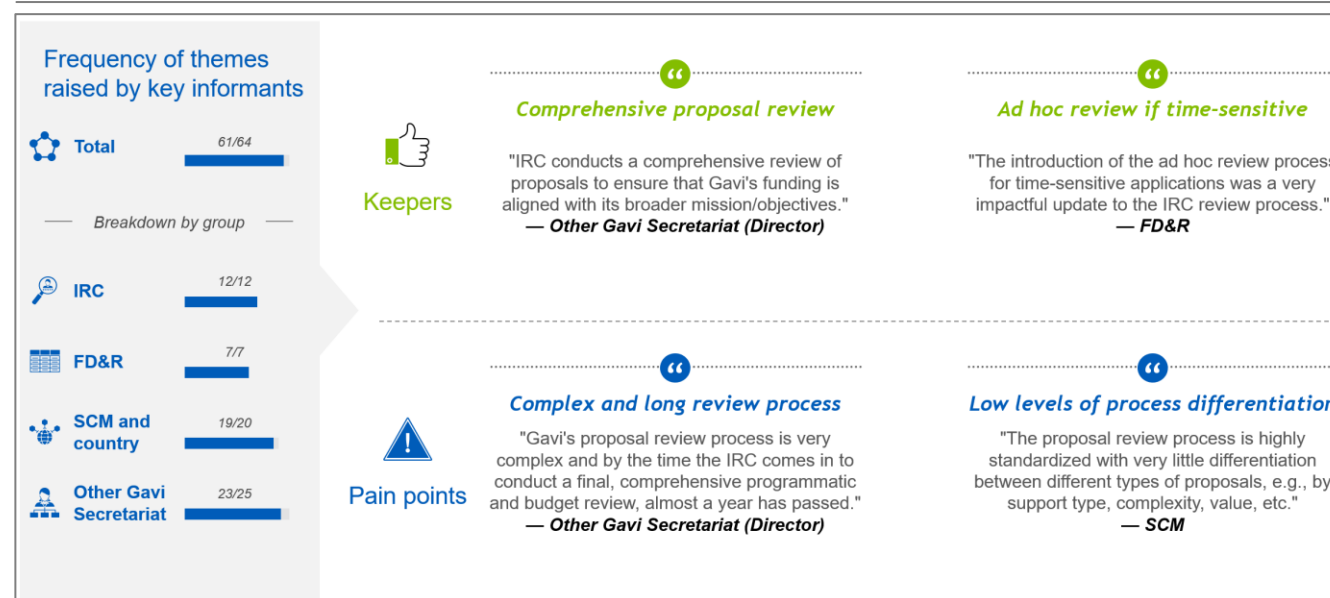 Frequency of themes
raised by key informants
Total
61/64
Breakdown by group
IRC
12/12
FD&R
7/7
SCM and
country
19/20
Other Gavi
Secretariat
23/25
Keepers
“
Comprehensive proposal review
"IRC conducts a comprehensive review of
proposals to ensure that Gavi's funding is
aligned with its broader mission/objectives."
— Other Gavi Secretariat (Director)
“
Ad hoc review if time-sensitive
"The introduction of the ad hoc review process
for time-sensitive applications was a very
impactful update to the IRC review process."
— FD&R
Pain points
“
Complex and long review process
"Gavi's proposal review process is very
complex and by the time the IRC comes in to
conduct a final, comprehensive programmatic
and budget review, almost a year has passed."
— Other Gavi Secretariat (Director)
“
Low levels of process differentiation
"The proposal review process is highly
standardized with very little differentiation
between different types of proposals, e.g., by
support type, complexity, value, etc."
— SCM